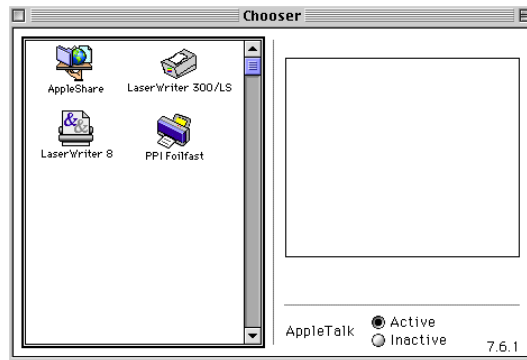 Chooser
AppleShare
LaserWriter 300/LS
LaserWriter 8
PPI Foilfast
AppleTalk
Active
Inactive
7.6.1